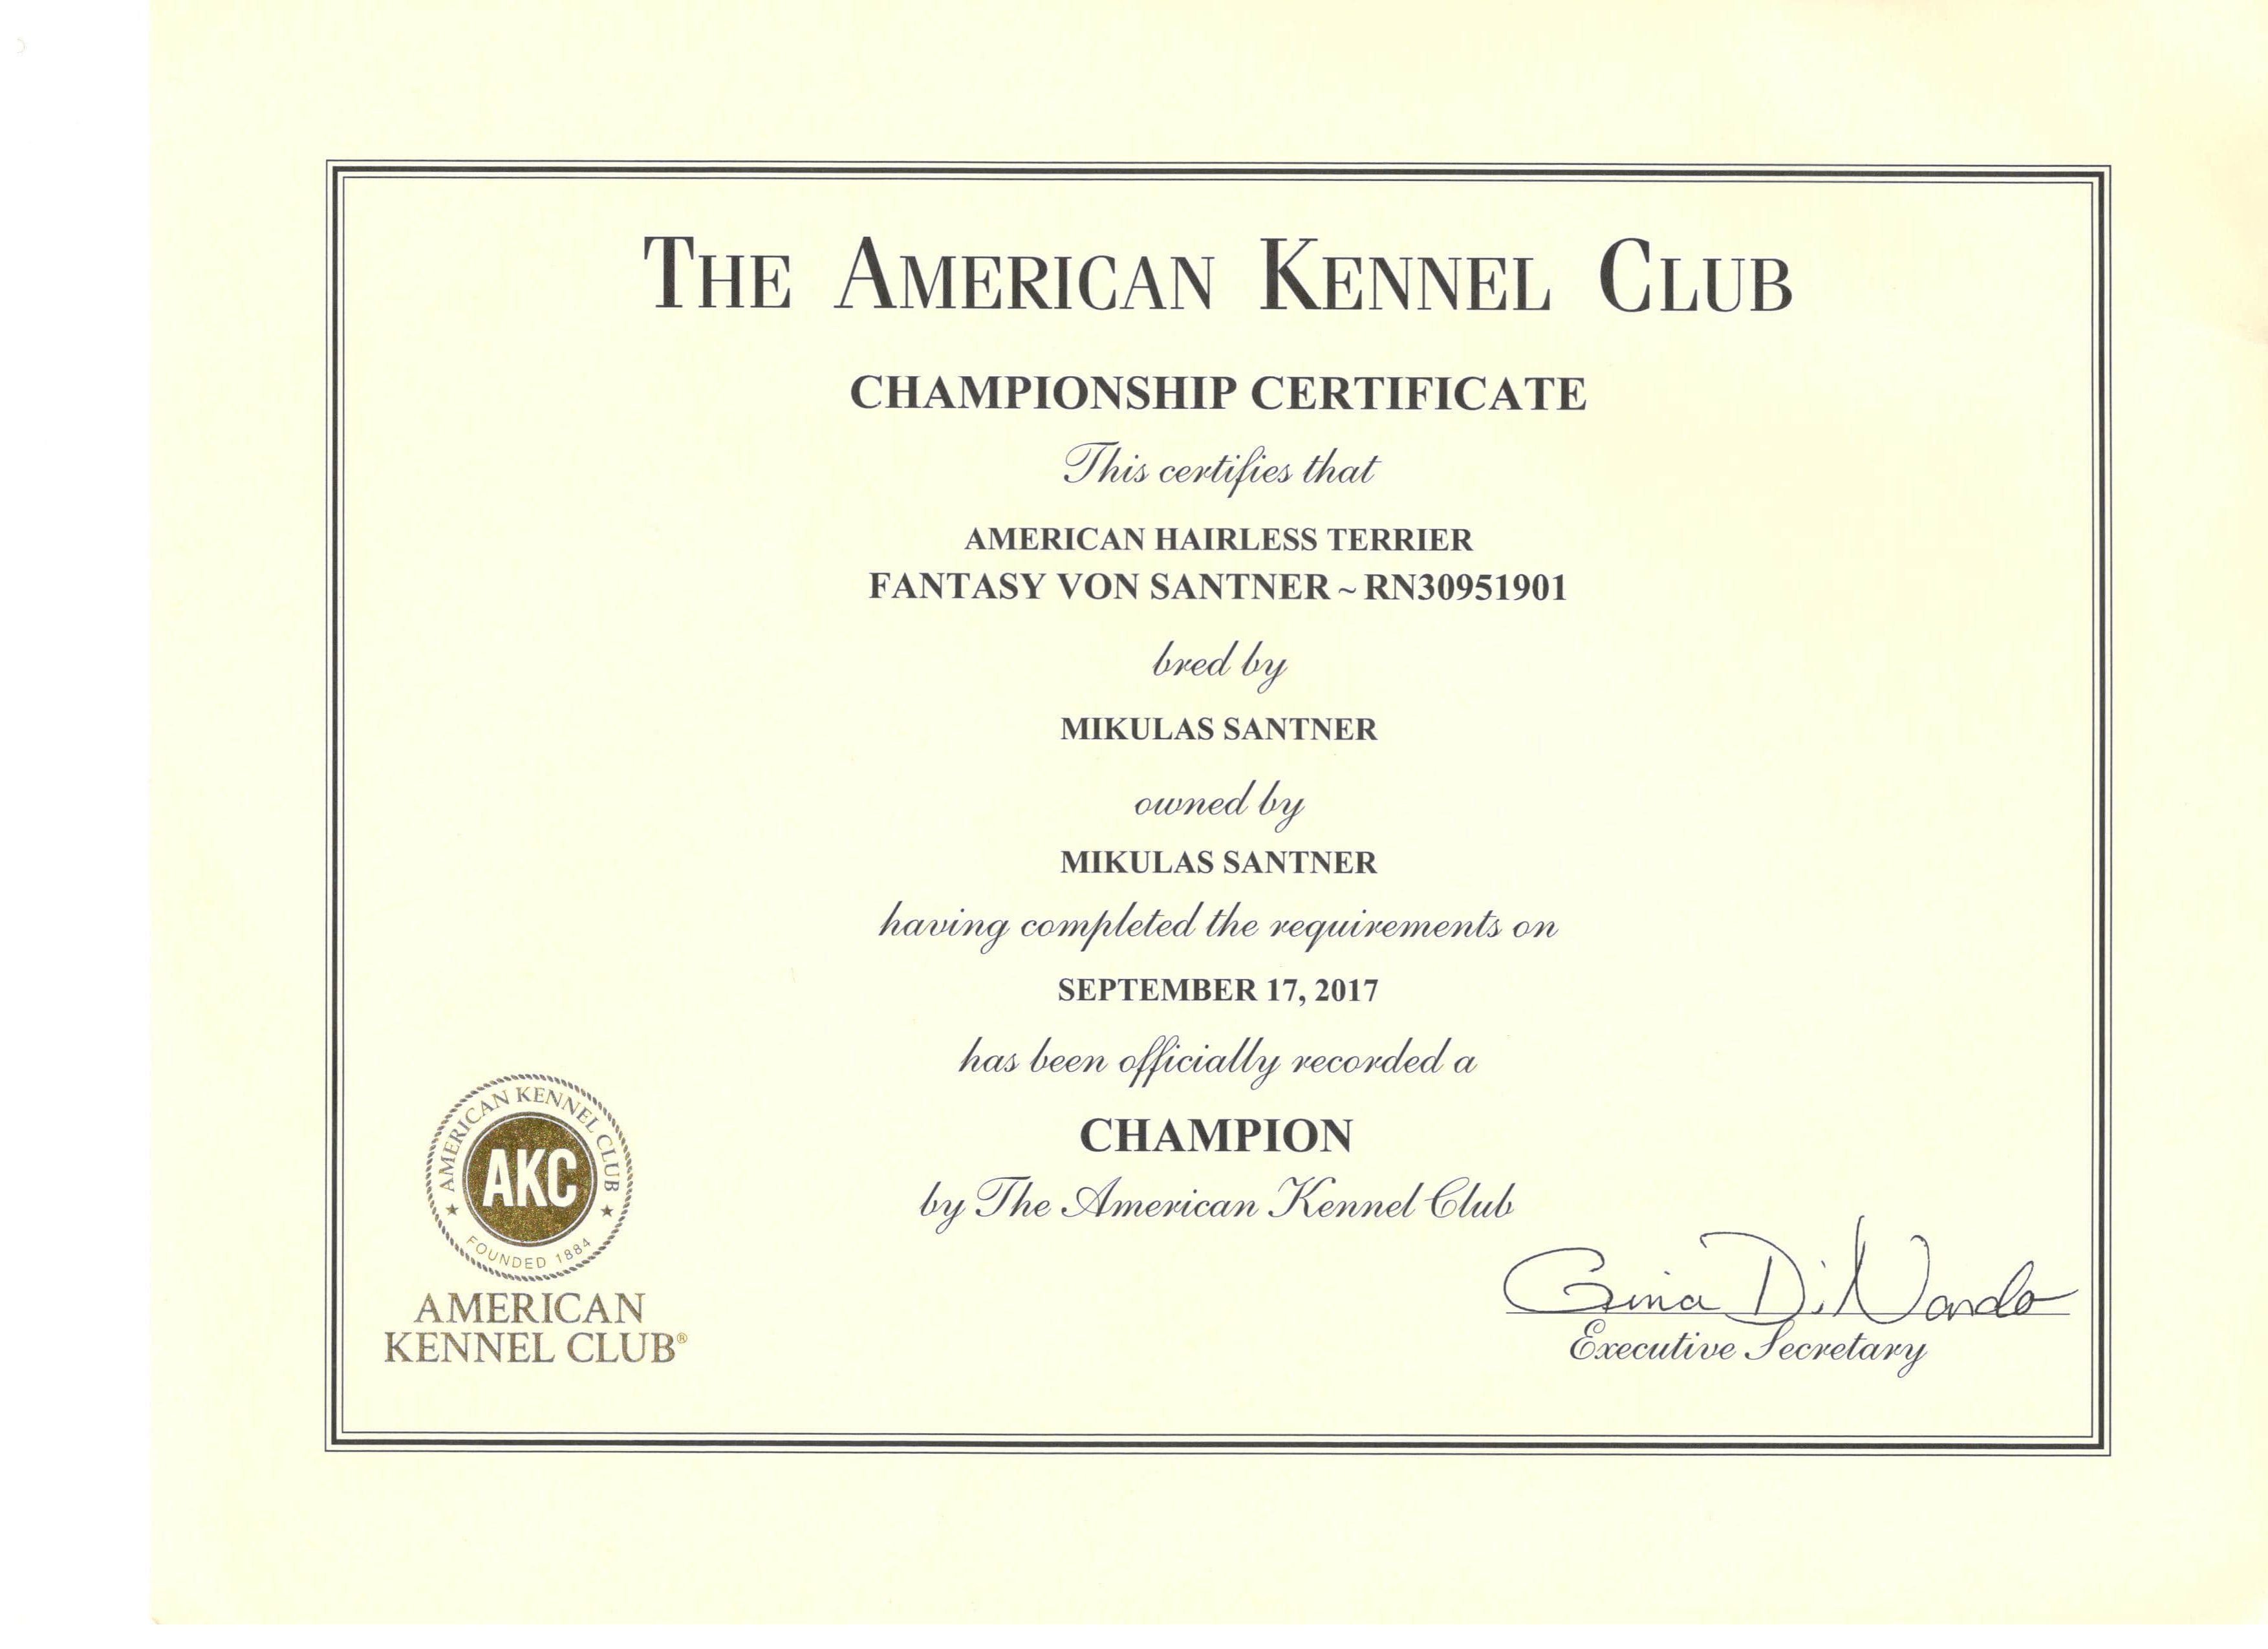 THE AMERICAN KENNEL CLUB
CHAMPIONSHIP CERTIFICATE
This certifies that
AMERICAN HAIRLESS TERRIER
FANTASY VON SANTNER ~ RN30951901
bred by
MIKULAS SANTNER
owned by
MIKULAS SANTNER
having completed the requirements on
SEPTEMBER 17, 2017
has been officially recorded a
CHAMPION
by The American Kennel Club
AMERICAN KENNEL CLUB
AKC
FOUNDED 1884
AMERICAN
KENNEL CLUB®
Gina DiNardo
Executive Secretary